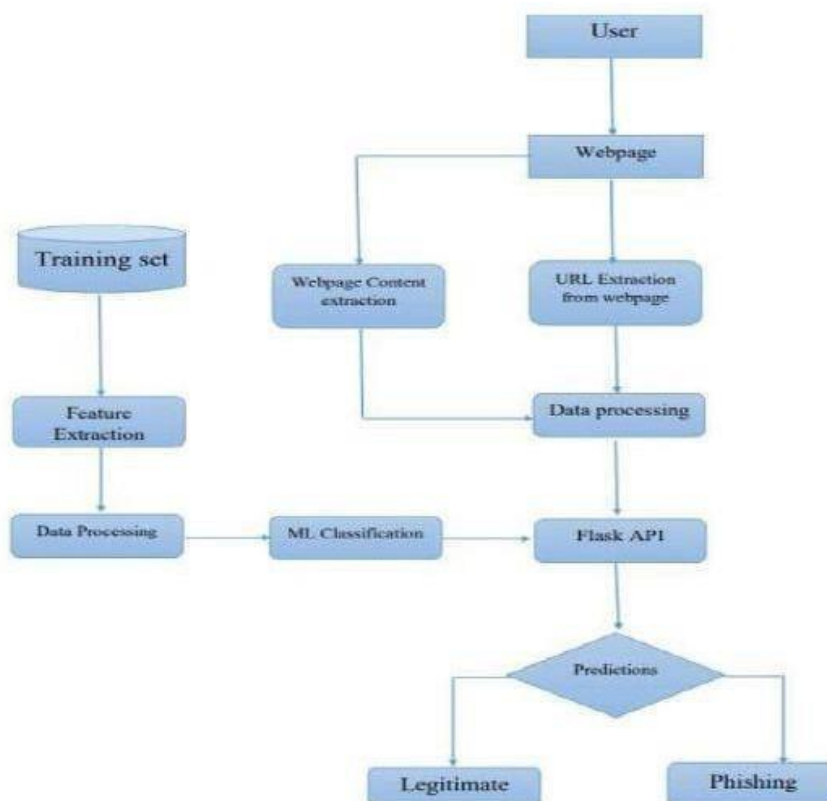 User
Webpage
Training set
Webpage Content
extraction
URL Extraction
from webpage
Feature
Extraction
Data processing
Data Processing
ML Classification
Flask API
Predictions
Legitimate
Phishing